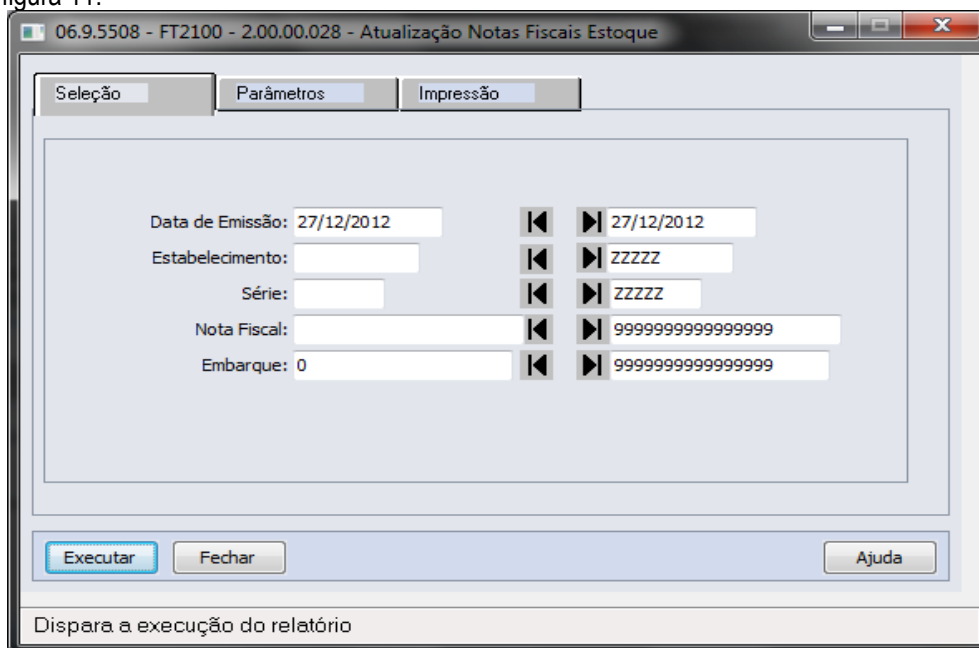 figura 11.
06.9.5508 - FT2100 - 2.00.00.028 - Atualização Notas Fiscais Estoque
Seleção Parâmetros Impressão
Data de Emissão: 27/12/2012 27/12/2012
Estabelecimento: ZZZZZ
Série: ZZZZZ
Nota Fiscal: 9999999999999999
Embarque: 0 9999999999999999
Executar Fechar Ajuda
Dispara a execução do relatório